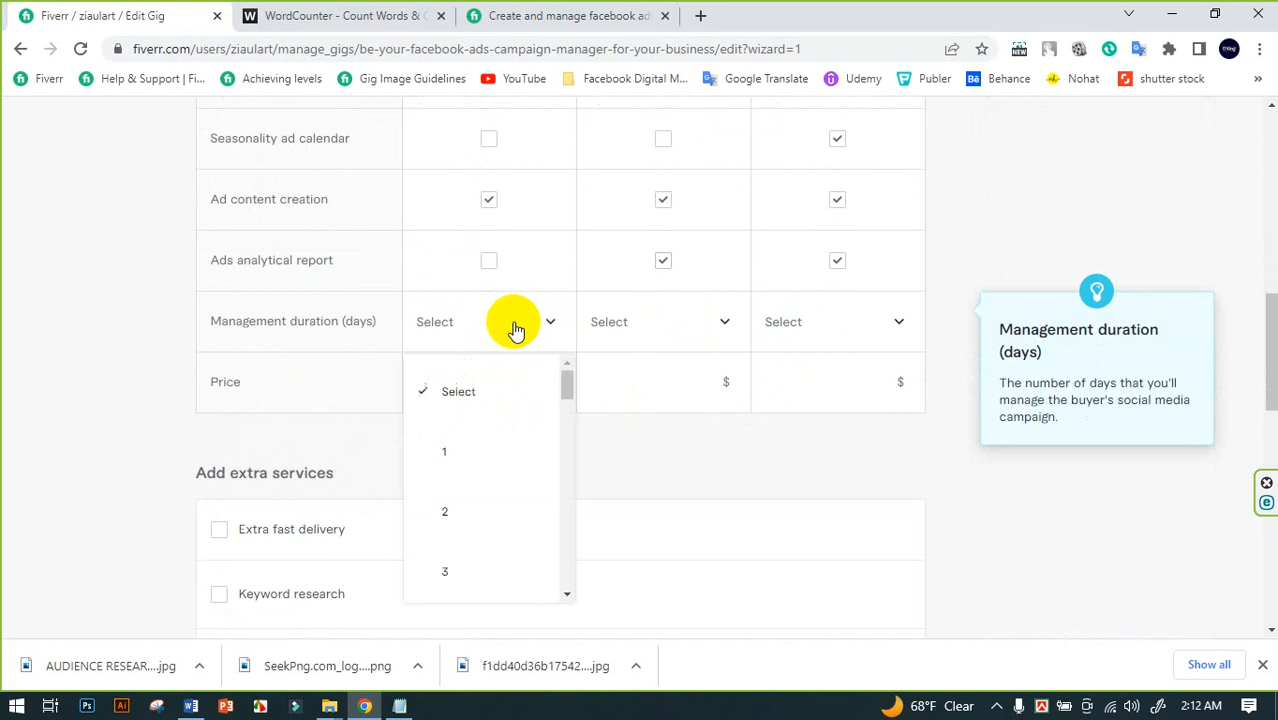 Fiverr / ziaulart / Edit Gig
WordCounter - Count Words & C
Create and manage facebook ads
fiverr.com/users/ziaulart/manage_gigs/be-your-facebook-ads-campaign-manager-for-your-business/edit?wizard=1
Fiverr
Help & Support | Fi...
Achieving levels
Gig Image Guidelines
YouTube
Facebook Digital M...
Google Translate
Udemy
Publer
Behance
Nohat
shutter stock
»
Seasonality ad calendar
Ad content creation
Ads analytical report
Management duration (days)
Select
Select
Select
Price
$
$
Select
1
2
3
Management duration
(days)
The number of days that you'll
manage the buyer's social media
campaign.
Add extra services
Extra fast delivery
Keyword research
AUDIENCE RESEAR....jpg
SeekPng.com_log....png
f1dd40d36b17542....jpg
Show all
68°F Clear
2:12 AM